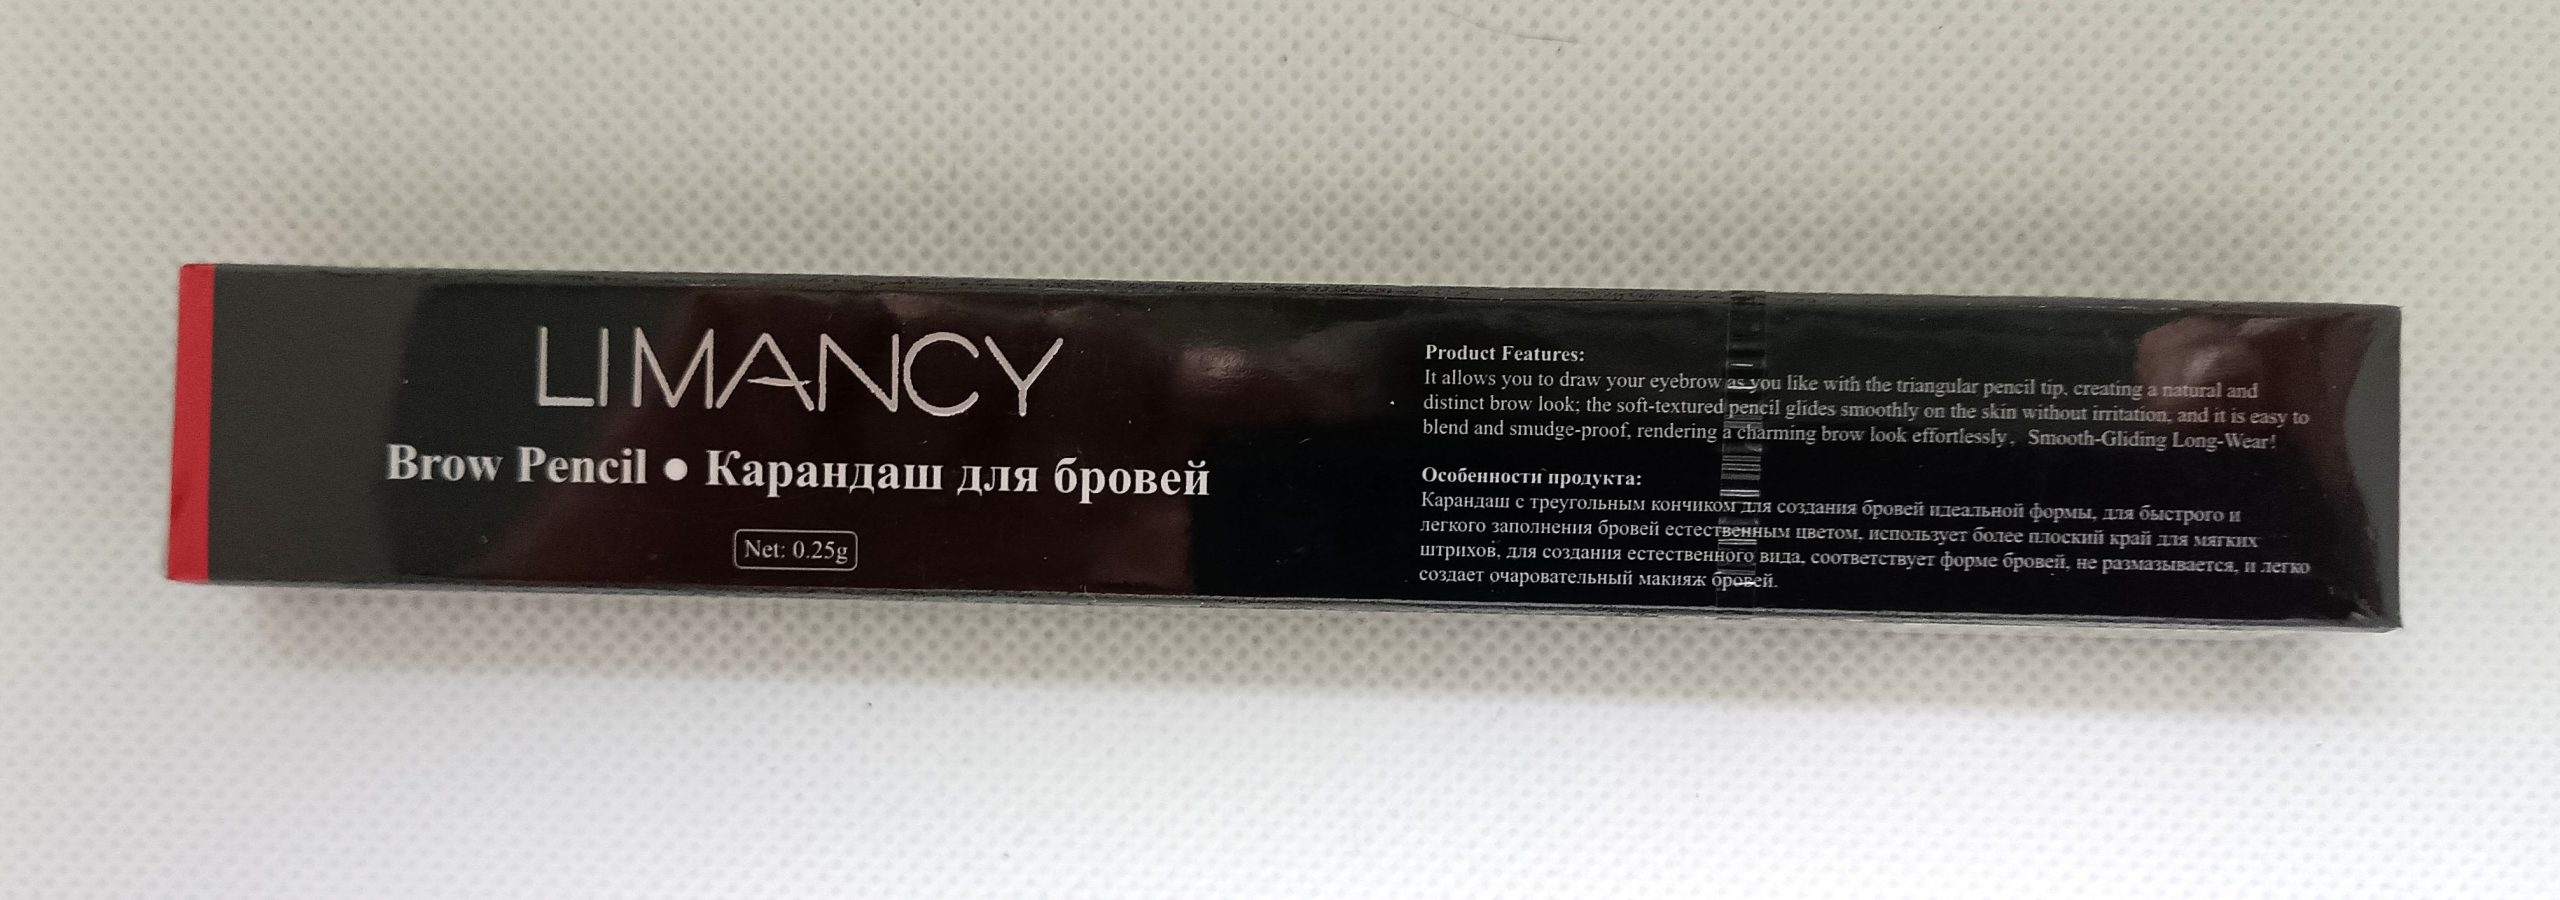 LIMANCY
Brow Pencil ● Карандаш для бровей
Net: 0.25g
Product Features:
It allows you to draw your eyebrow as you like with the triangular pencil tip, creating a natural and
distinct brow look; the soft-textured pencil glides smoothly on the skin without irritation, and it is easy to
blend and smudge-proof, rendering a charming brow look effortlessly, Smooth-Gliding Long-Wear!
Особенности продукта:
Карандаш с треугольным кончиком для создания бровей идеальной формы, для быстрого и
легкого заполнения бровей естественным цветом, использует более плоский край для мягких
штрихов, для создания естественного вида, соответствует форме бровей, не размазывается, и легко
создает очаровательный макияж бровей.